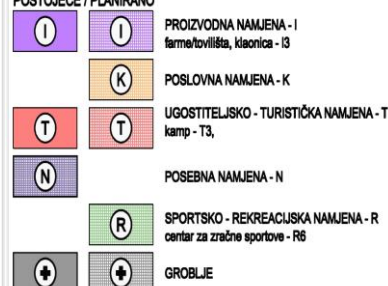 POSTOJEĆE / PLANIRANO
I I PROIZVODNA NAMJENA - I
farme/tovilišta, klaonica - I3
K POSLOVNA NAMJENA - K
T T UGOSTITELJSKO - TURISTIČKA NAMJENA - T
kamp - T3,
N POSEBNA NAMJENA - N
R SPORTSKO - REKREACIJSKA NAMJENA - R
centar za zračne sportove - R6
GROBLJE